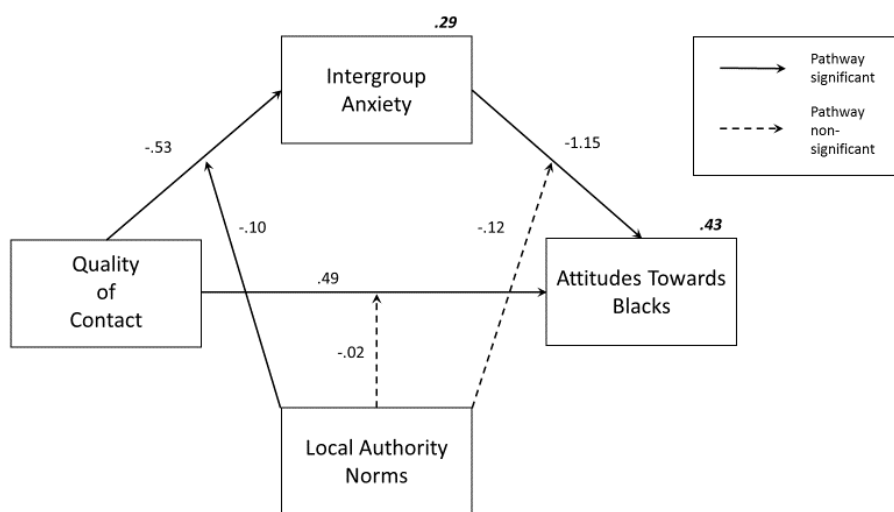 .29
Intergroup
Anxiety
Pathway
significant
Pathway
non-
significant
-.53
-1.15
-.10
-.12
.43
Quality
of
Contact
.49
Attitudes Towards
Blacks
-.02
Local Authority
Norms